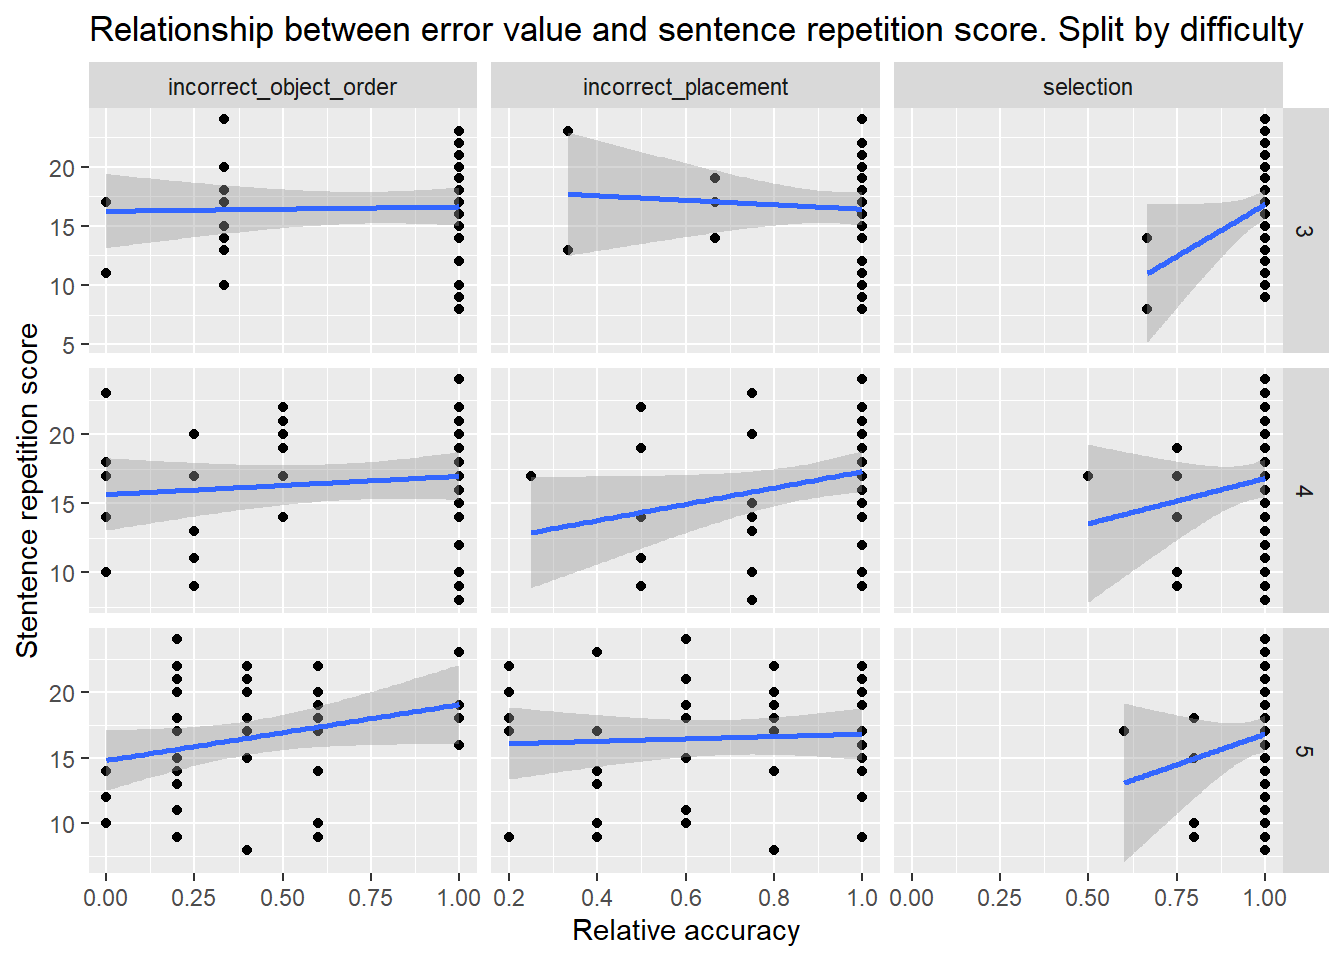 Relationship between error value and sentence repetition score. Split by difficulty
incorrect_object_order incorrect_placement selection
20
15
10
5
3
20
15
10
4
20
15
10
5
Stentence repetition score
0.00 0.25 0.50 0.75 1.00 0.2 0.4 0.6 0.8 1.0 0.00 0.25 0.50 0.75 1.00
Relative accuracy